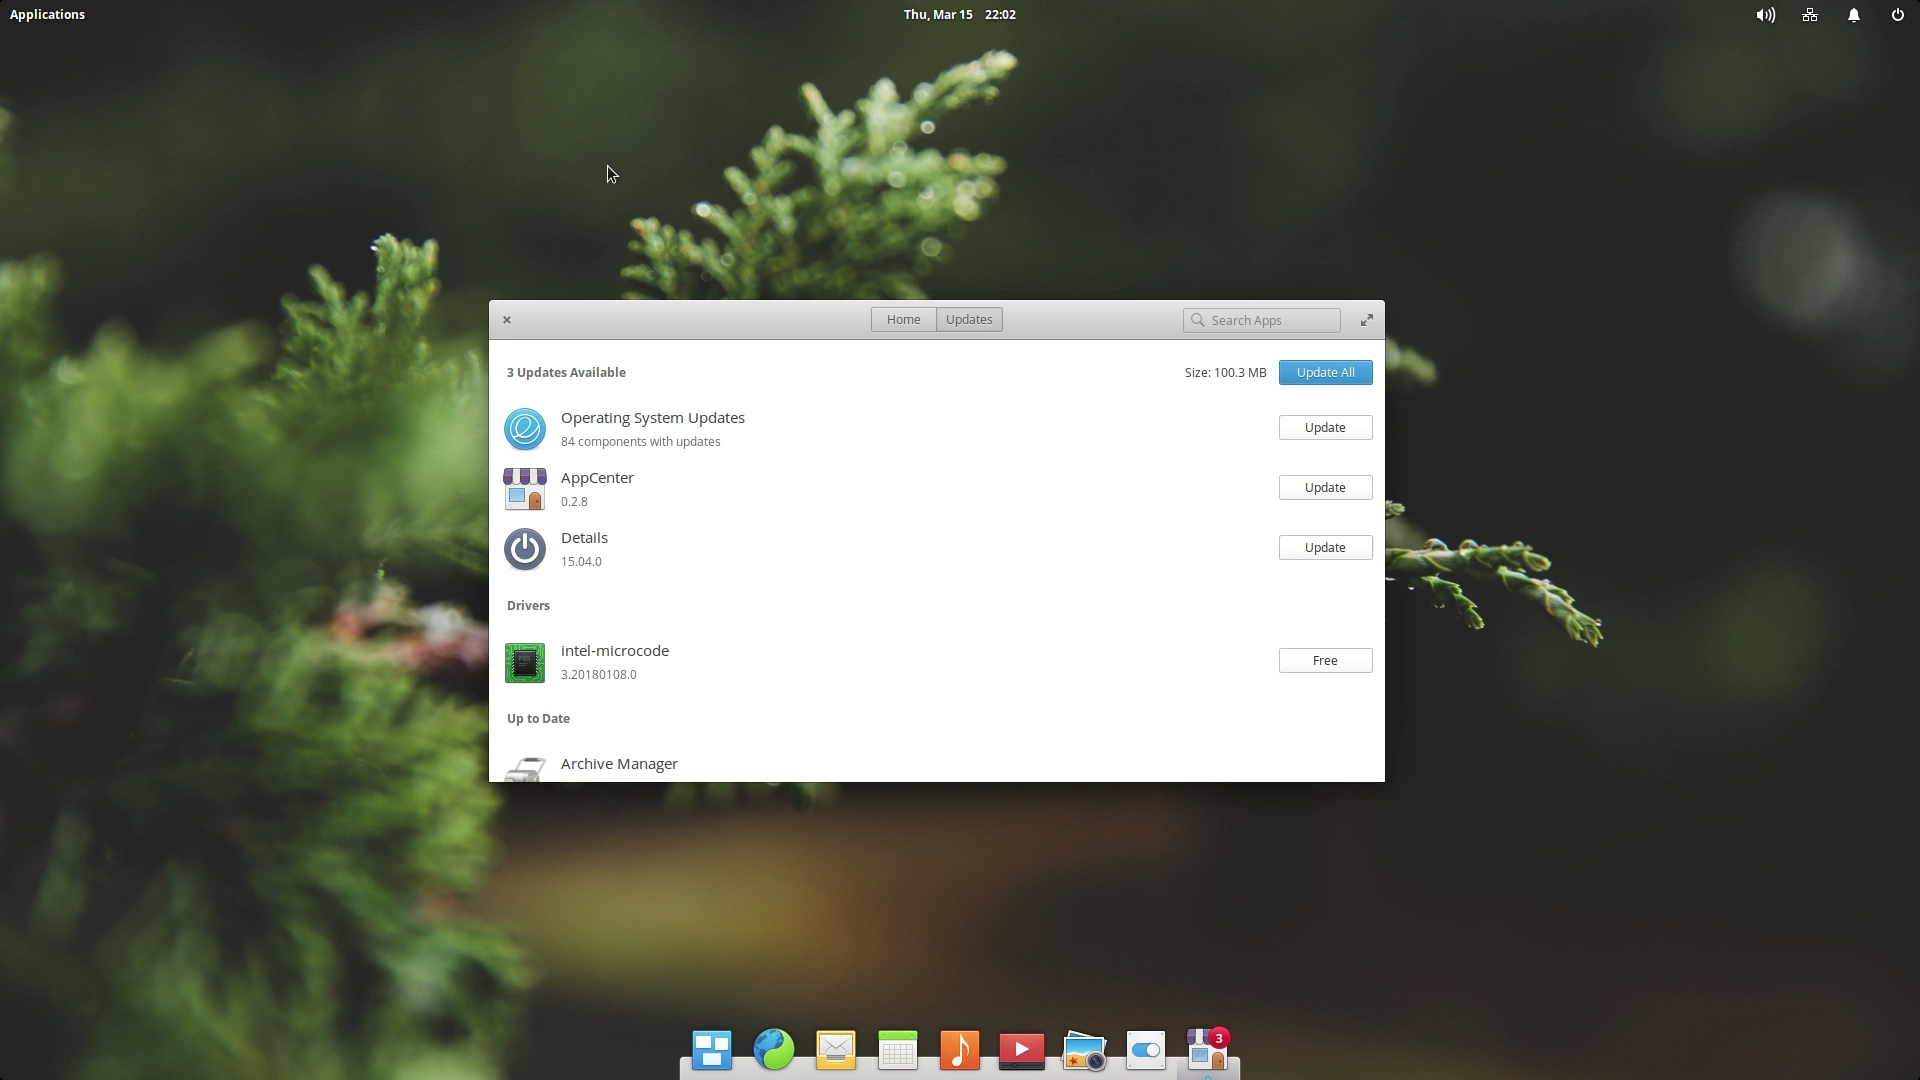 Applications
Thu, Mar 15 22:02
Home
Updates
Search Apps
3 Updates Available
Size: 100.3 MB
Update All
Operating System Updates
84 components with updates
Update
AppCenter
0.2.8
Update
Details
15.04.0
Update
Drivers
intel-microcode
3.20180108.0
Free
Up to Date
Archive Manager
3